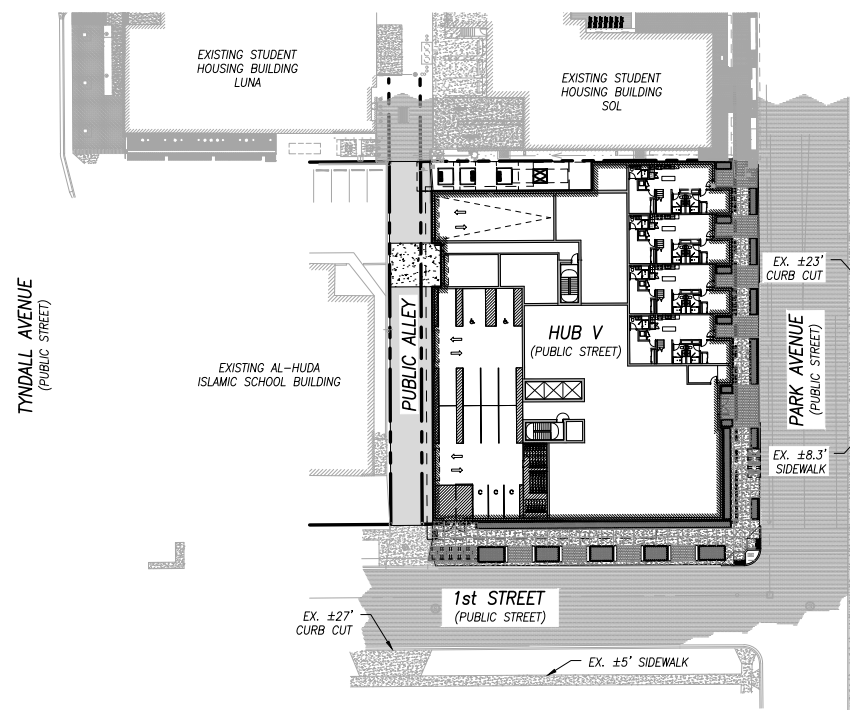 EXISTING STUDENT
HOUSING BUILDING
LUNA
EXISTING STUDENT
HOUSING BUILDING
SOL
EX. ±23'
CURB CUT
TYNDALL AVENUE
(PUBLIC STREET)
PUBLIC ALLEY
HUB V
(PUBLIC STREET)
PARK AVENUE
(PUBLIC STREET)
EXISTING AL-HUDA
ISLAMIC SCHOOL BUILDING
EX. ±8.3'
SIDEWALK
1st STREET
(PUBLIC STREET)
EX. ±27'
CURB CUT
EX. ±5' SIDEWALK